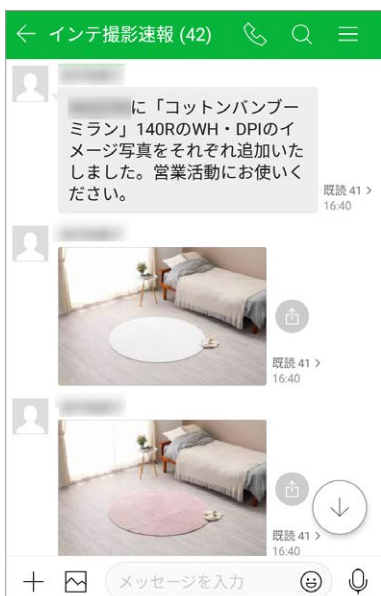 インテ撮影速報 (42)
に「コットンバンブー
ミラン」140RのWH・DPIのイ
メージ写真をそれぞれ追加いた
しました。営業活動にお使いく
ださい。
既読 41 >
16:40
既読 41 >
16:40
既読 41 >
16:40
メッセージを入力